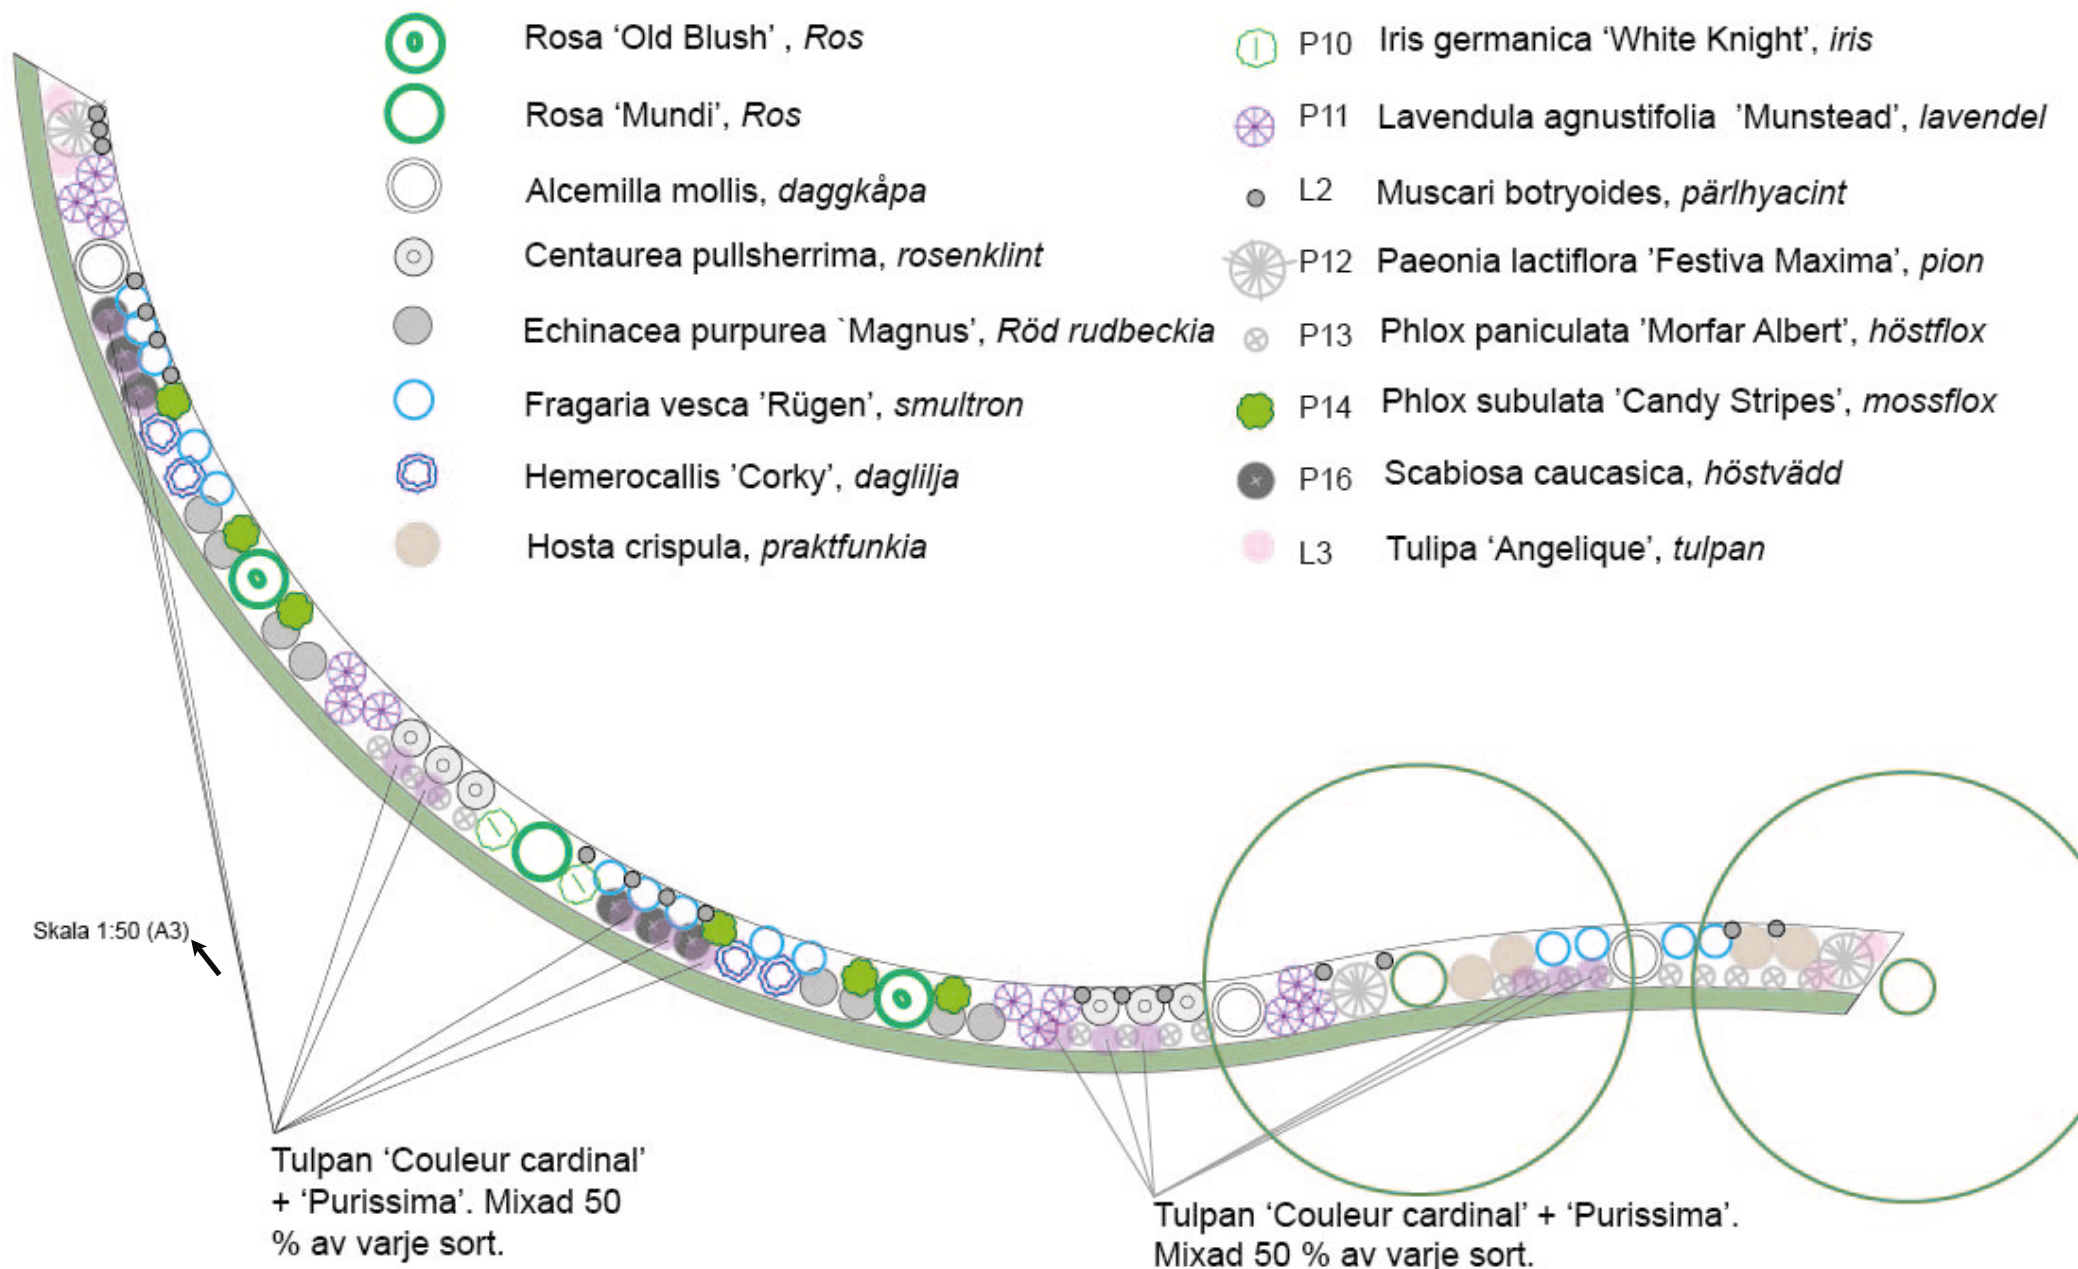 Rosa ‘Old Blush’ , Ros
Rosa ‘Mundi’, Ros
Alcemilla mollis, daggkåpa
Centaurea pullsherrima, rosenklint
Echinacea purpurea `Magnus’, Röd rudbeckia
Fragaria vesca ’Rügen’, smultron
Hemerocallis ’Corky’, daglilja
Hosta crispula, praktfunkia
P10 Iris germanica ‘White Knight’, iris
P11 Lavendula agnustifolia ’Munstead’, lavendel
L2 Muscari botryoides, pärlhyacint
P12 Paeonia lactiflora ’Festiva Maxima’, pion
P13 Phlox paniculata ’Morfar Albert’, höstflox
P14 Phlox subulata ’Candy Stripes’, mossflox
P16 Scabiosa caucasica, höstvädd
L3 Tulipa ‘Angelique’, tulpan
Skala 1:50 (A3)
Tulpan ‘Couleur cardinal’
+ ‘Purissima’. Mixad 50
% av varje sort.
Tulpan ‘Couleur cardinal’ + ‘Purissima’.
Mixad 50 % av varje sort.